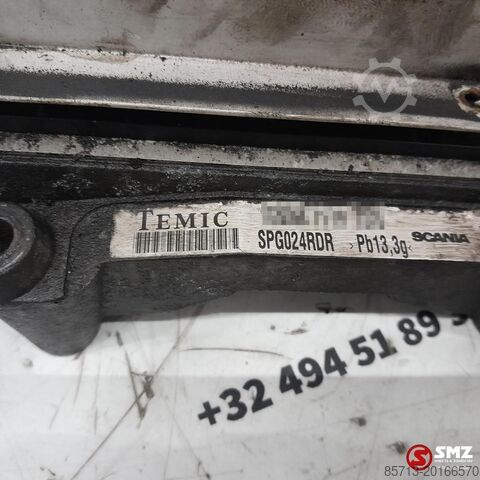 TEMIC
SPG024RDR >Pb13,3g< SCANIA
+32 494 51 89
SMZ
85713-20166570